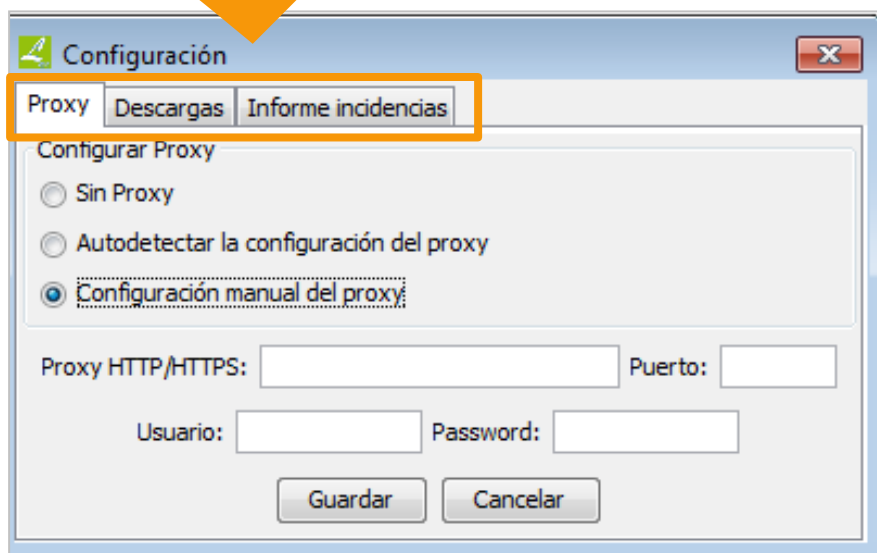 Configuración
Proxy Descargas Informe incidencias
Configurar Proxy
Sin Proxy
Autodetectar la configuración del proxy
Configuración manual del proxy
Proxy HTTP/HTTPS: Puerto:
Usuario: Password:
Guardar Cancelar